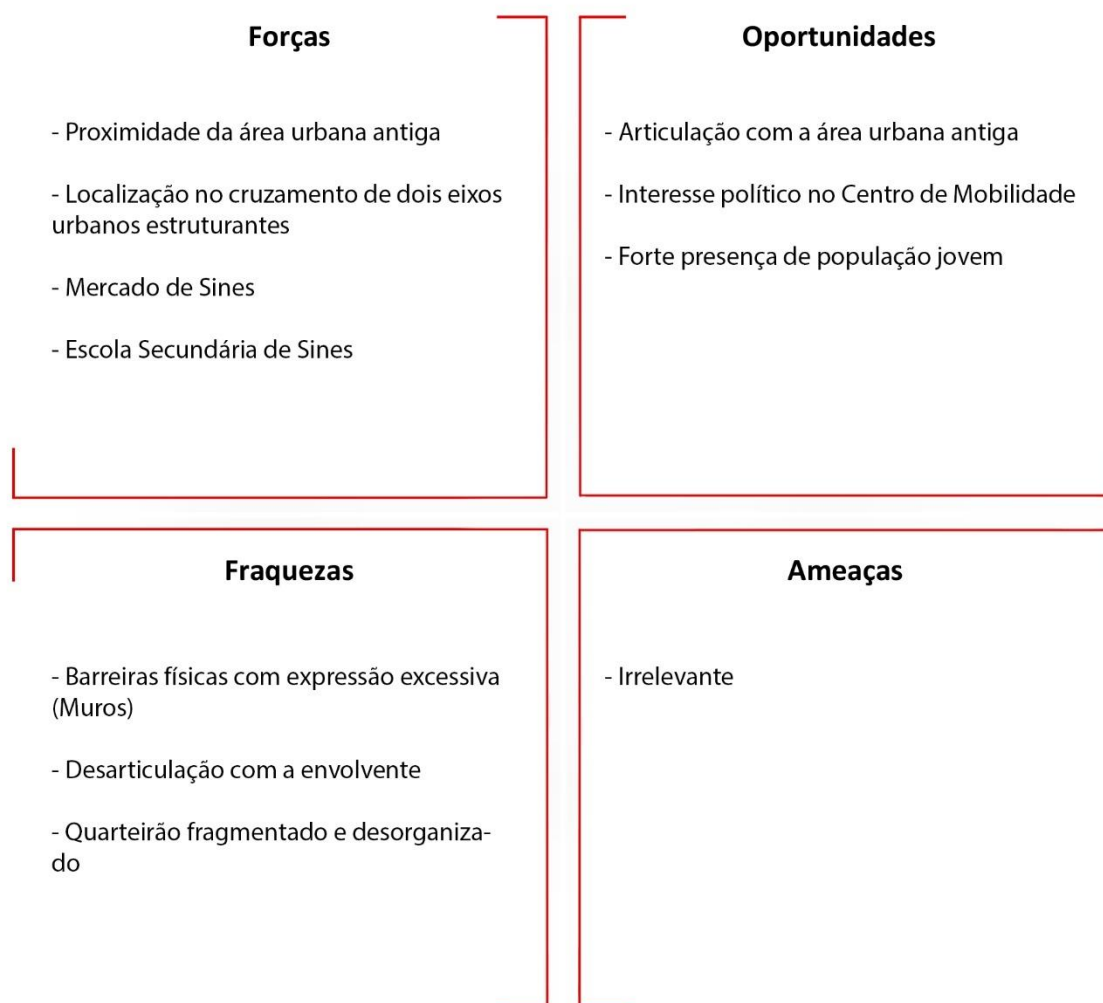 Forças
- Proximidade da área urbana antiga
- Localização no cruzamento de dois eixos
urbanos estruturantes
- Mercado de Sines
- Escola Secundária de Sines
Oportunidades
- Articulação com a área urbana antiga
- Interesse político no Centro de Mobilidade
- Forte presença de população jovem
Fraquezas
- Barreiras físicas com expressão excessiva
(Muros)
- Desarticulação com a envolvente
- Quarteirão fragmentado e desorganiza-
do
Ameaças
- Irrelevante